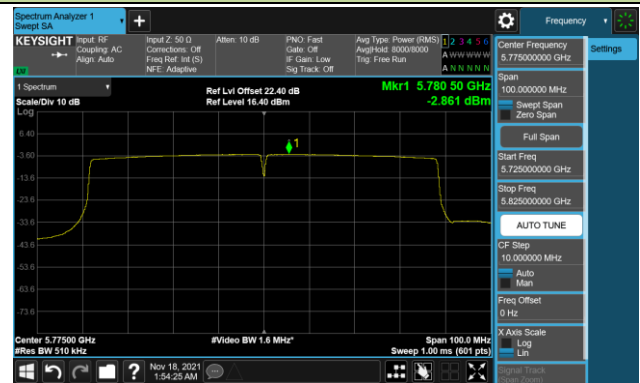 Spectrum Analyzer 1
Swept SA
Frequency
KEYSIGHT
Input: RF
Coupling: AC
Align: Auto
Input Z: 50 Ω
Corrections: Off
Freq Ref: Int (S)
NFE: Adaptive
Atten: 10 dB
PNO: Fast
Gate: Off
IF Gain: Low
Sig Track: Off
Avg Type: Power (RMS)
Avg|Hold: 8000/8000
Trig: Free Run
1 2 3 4 5 6
A W W W W W
A N N N N N
1 Spectrum
Scale/Div 10 dB
Log
Ref Lvl Offset 22.40 dB
Ref Level 16.40 dBm
Mkr1 5.780 50 GHz
-2.861 dBm
1
6.40
-3.60
-13.6
-23.6
-33.6
-43.6
-53.6
-63.6
-73.6
Center 5.77500 GHz
#Res BW 510 kHz
#Video BW 1.6 MHz*
Span 100.0 MHz
Sweep 1.00 ms (601 pts)
Center Frequency
5.775000000 GHz
Settings
Span
100.000000 MHz
Swept Span
Zero Span
Full Span
Start Freq
5.725000000 GHz
Stop Freq
5.825000000 GHz
AUTO TUNE
CF Step
10.000000 MHz
Auto
Man
Freq Offset
0 Hz
X Axis Scale
Log
Lin
Signal Track
(Span Zoom)
?
Nov 18, 2021
1:54:25 AM